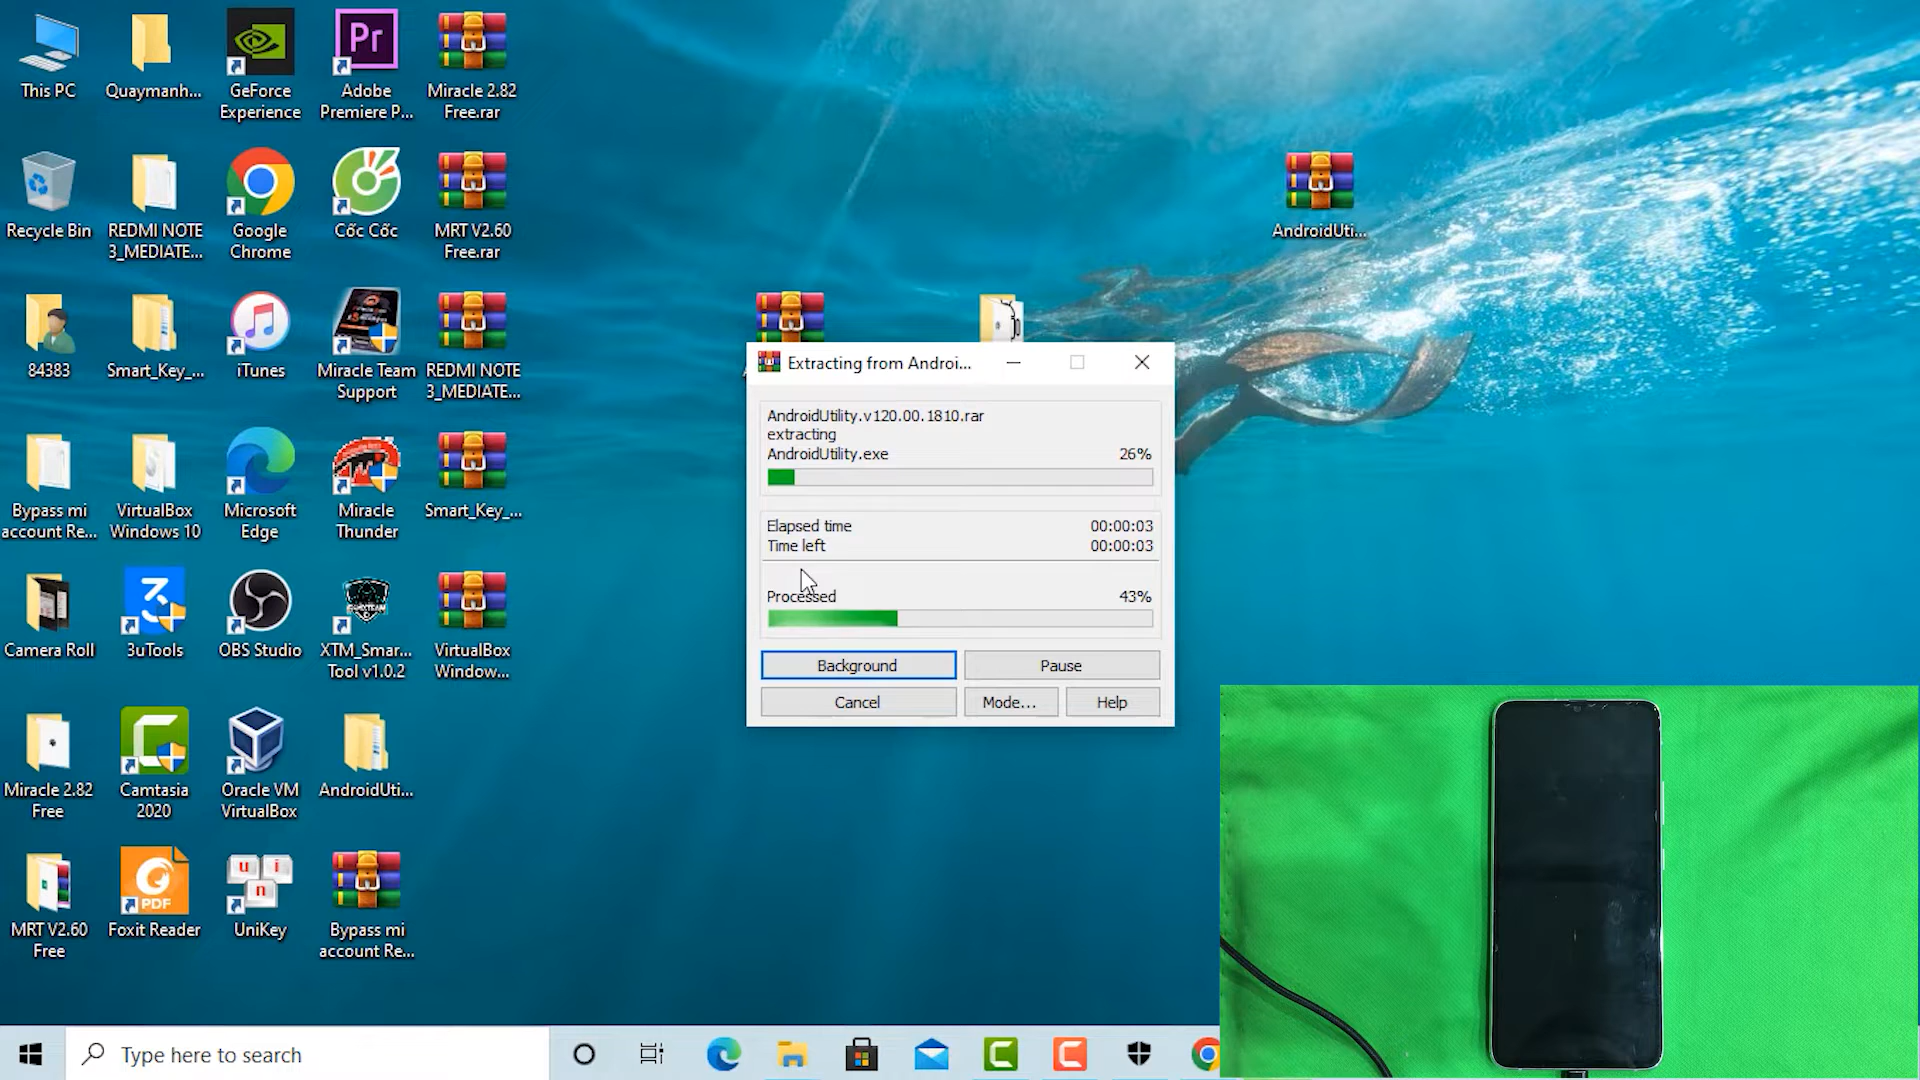 This PC
Quaymanh...
GeForce
Experience
Pr
Adobe
Premiere P...
Miracle 2.82
Free.rar
Recycle Bin
REDMI NOTE
3_MEDIATE...
Google
Chrome
Cốc Cốc
MRT V2.60
Free.rar
AndroidUti...
84383
Smart_Key_...
iTunes
Miracle Team
Support
REDMI NOTE
3_MEDIATE...
Bypass mi
account Re...
VirtualBox
Windows 10
Microsoft
Edge
Miracle
Thunder
Smart_Key_...
Camera Roll
3uTools
OBS Studio
XTM_Smar...
Tool v1.0.2
VirtualBox
Window...
Miracle 2.82
Free
Camtasia
2020
Oracle VM
VirtualBox
AndroidUti...
MRT V2.60
Free
PDF
Foxit Reader
u i
n
UniKey
Bypass mi
account Re...
Extracting from Androi...
AndroidUtility.v120.00.1810.rar
extracting
AndroidUtility.exe 26%
Elapsed time 00:00:03
Time left 00:00:03
Processed 43%
Background
Pause
Cancel
Mode...
Help
Type here to search